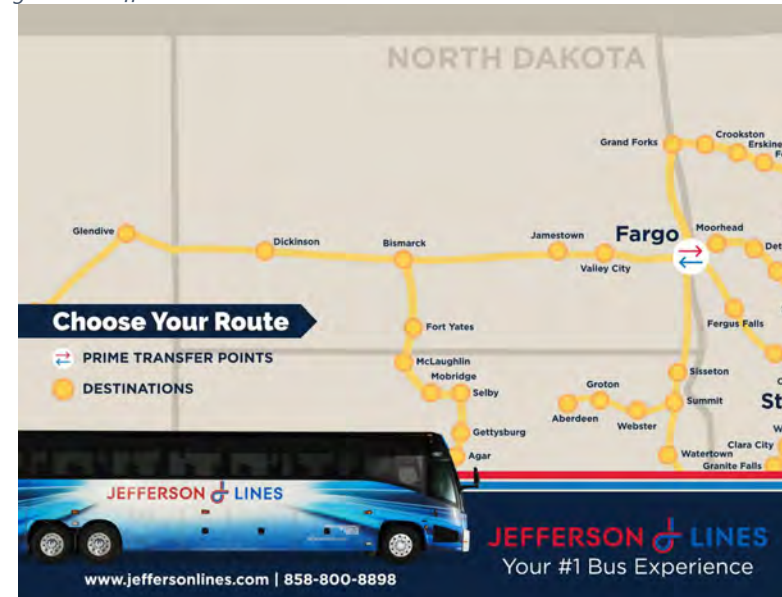 NORTH DAKOTA
Crookston
Grand Forks
Erskine
Moorhead
Fargo
Glendive
Dickinson
Bismarck
Jamestown
Valley City
Choose Your Route
Fort Yates
Fergus Falls
PRIME TRANSFER POINTS
McLaughlin
Mobridge
Sisseton
DESTINATIONS
Selby
Groton
Summit
Aberdeen
Webster
Gettysburg
Clara City
Agar
Watertown
Granite Falls
JEFFERSON LINES
JEFFERSON LINES
Your #1 Bus Experience
www.jeffersonlines.com | 858-800-8898